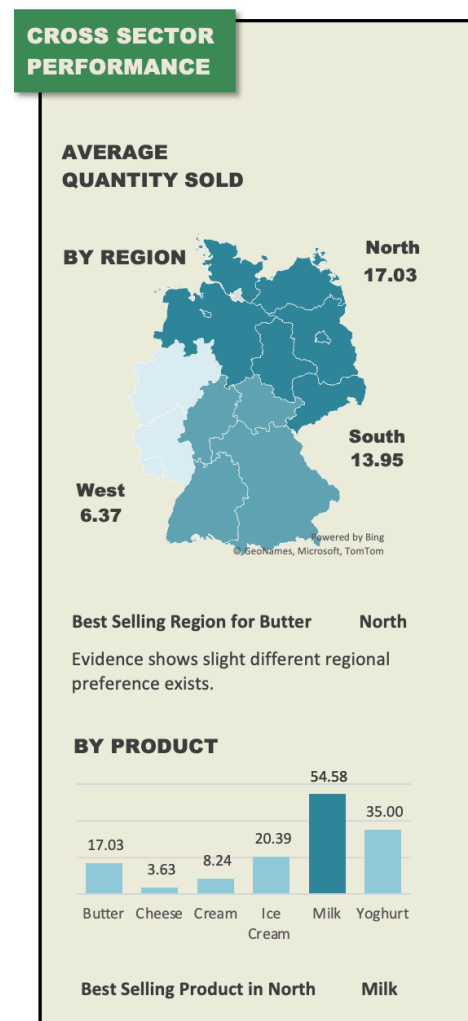 CROSS SECTOR
PERFORMANCE
AVERAGE
QUANTITY SOLD
BY REGION
North
17.03
South
13.95
West
6.37
Powered by Bing
© GeoNames, Microsoft, TomTom
Best Selling Region for Butter North
Evidence shows slight different regional
preference exists.
BY PRODUCT
54.58
35.00
20.39
17.03
8.24
3.63
Butter Cheese Cream Ice Milk Yoghurt
Cream
Best Selling Product in North Milk